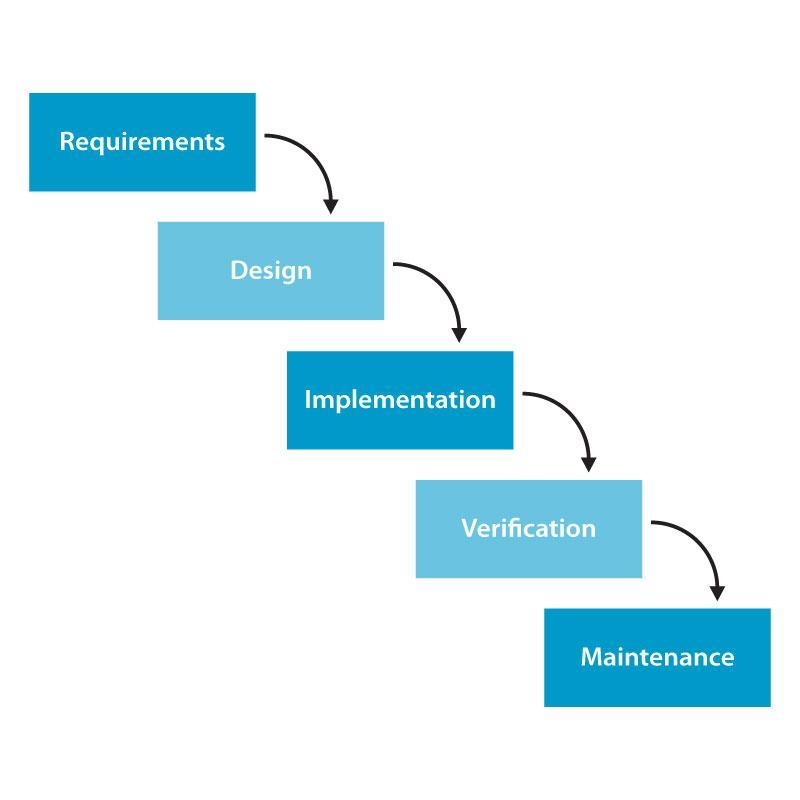 Requirements
Design
Implementation
Verification
Maintenance